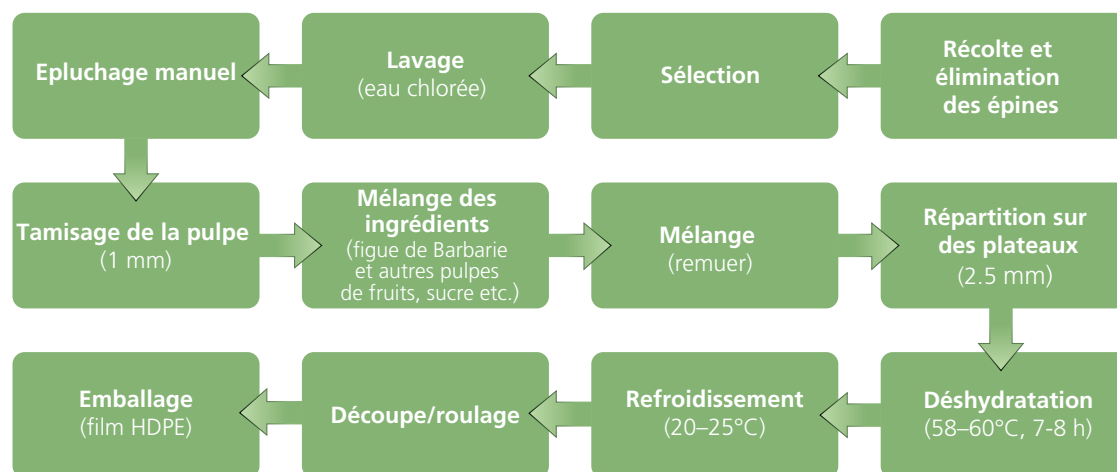 Récolte et
élimination
des épines
Sélection
Lavage
(eau chlorée)
Epluchage manuel
Tamisage de la pulpe
(1 mm)
Mélange des
ingrédients
(figue de Barbarie
et autres pulpes
de fruits, sucre etc.)
Mélange
(remuer)
Répartition sur
des plateaux
(2.5 mm)
Déshydratation
(58–60°C, 7-8 h)
Refroidissement
(20–25°C)
Découpe/roulage
Emballage
(film HDPE)